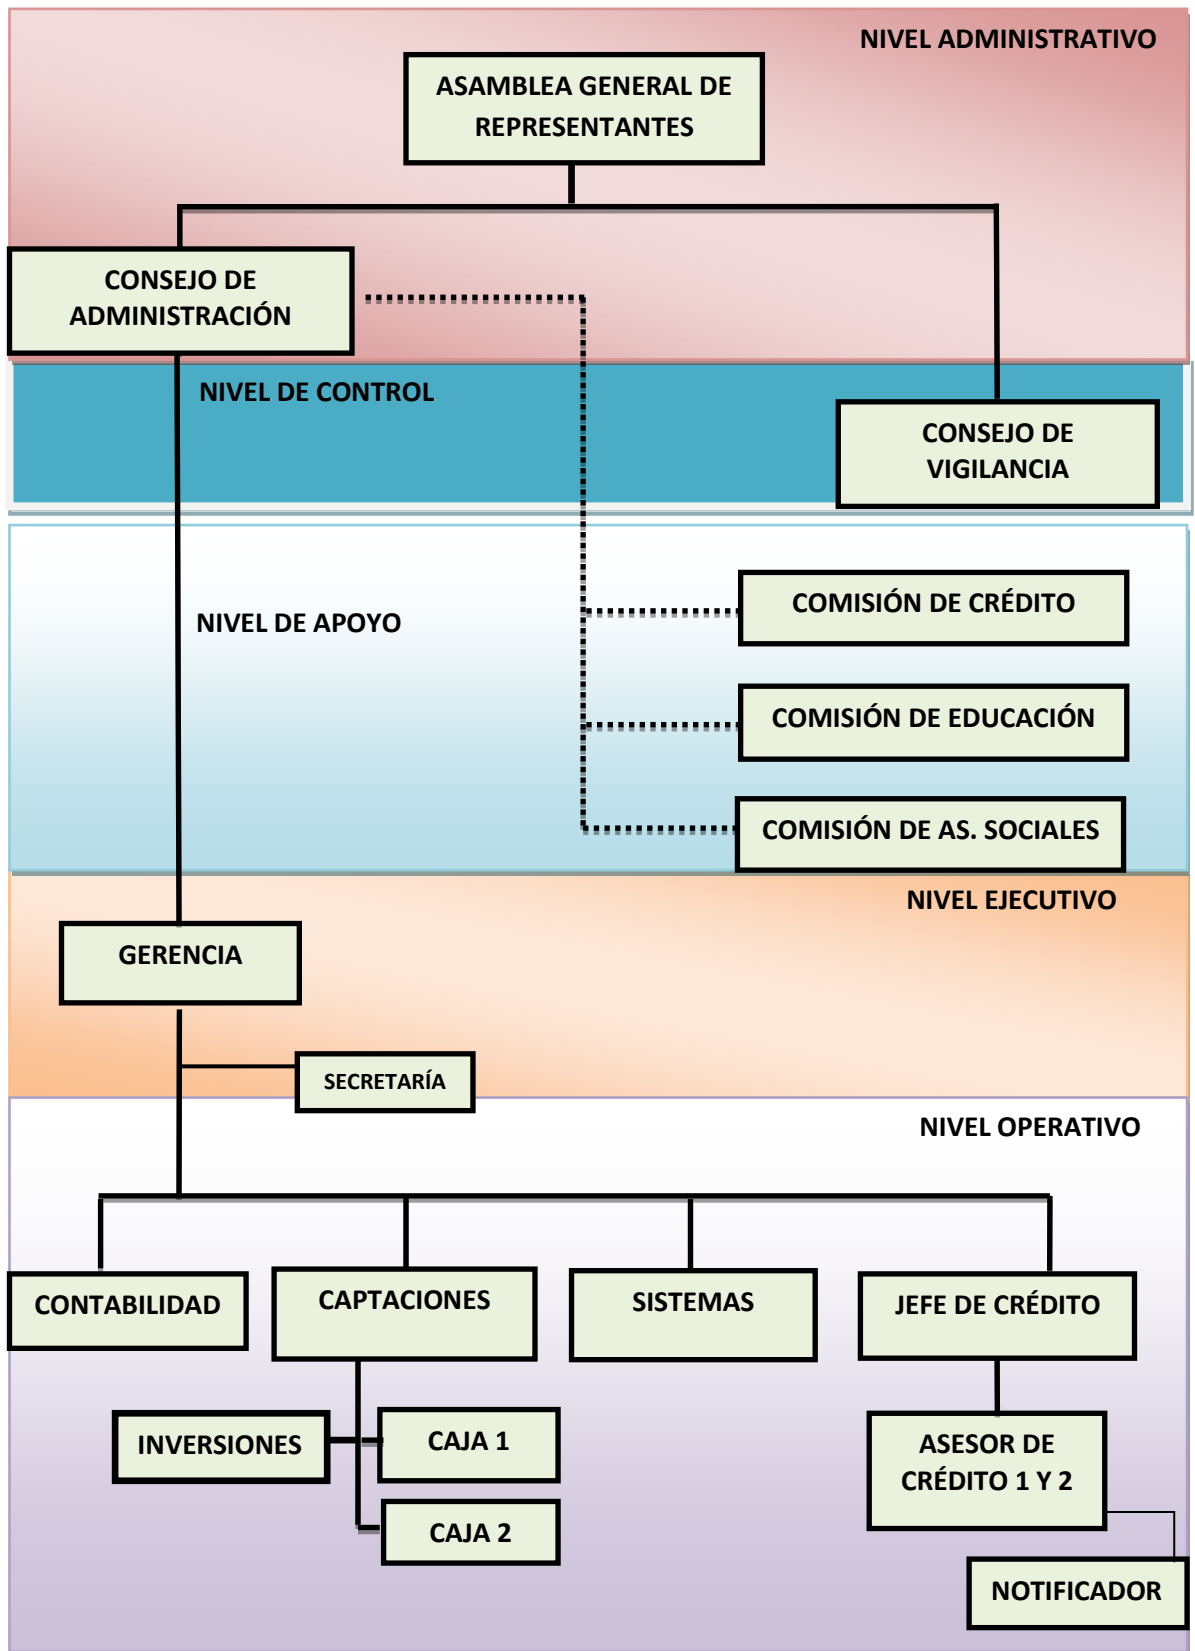 NIVEL ADMINISTRATIVO
ASAMBLEA GENERAL DE
REPRESENTANTES
CONSEJO DE
ADMINISTRACIÓN
NIVEL DE CONTROL
CONSEJO DE
VIGILANCIA
COMISIÓN DE CRÉDITO
NIVEL DE APOYO
COMISIÓN DE EDUCACIÓN
COMISIÓN DE AS. SOCIALES
NIVEL EJECUTIVO
GERENCIA
SECRETARÍA
NIVEL OPERATIVO
CONTABILIDAD
CAPTACIONES
SISTEMAS
JEFE DE CRÉDITO
INVERSIONES
CAJA 1
ASESOR DE
CRÉDITO 1 Y 2
CAJA 2
NOTIFICADOR